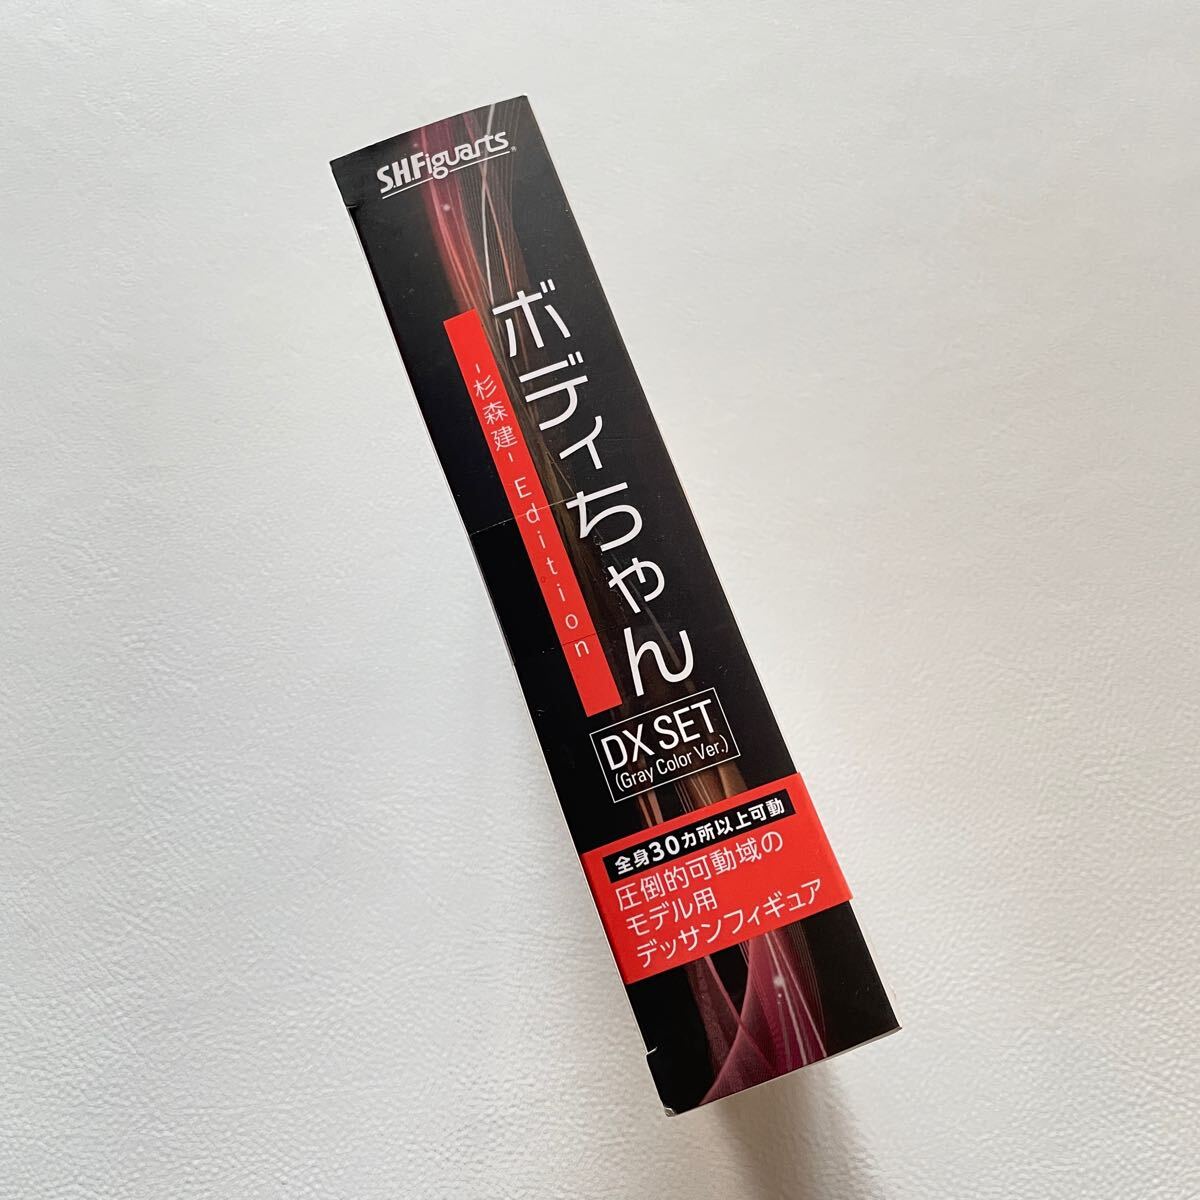 S.H.Figuarts®
ボディちゃん
-杉森建- Edition
DX SET
(Gray Color Ver.)
全身30カ所以上可動
圧倒的可動域の
モデル用
デッサンフィギュア